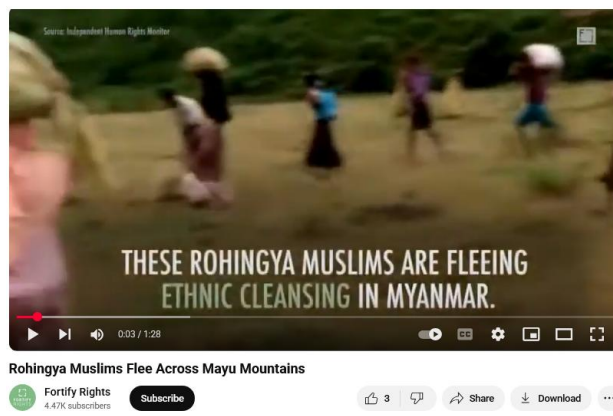 Source: Independent Human Rights Monitor
THESE ROHINGYA MUSLIMS ARE FLEEING
ETHNIC CLEANSING IN MYANMAR.
0:03 / 1:28
CC
Rohingya Muslims Flee Across Mayu Mountains
Fortify Rights
4.47K subscribers
Subscribe
3
Share
Download